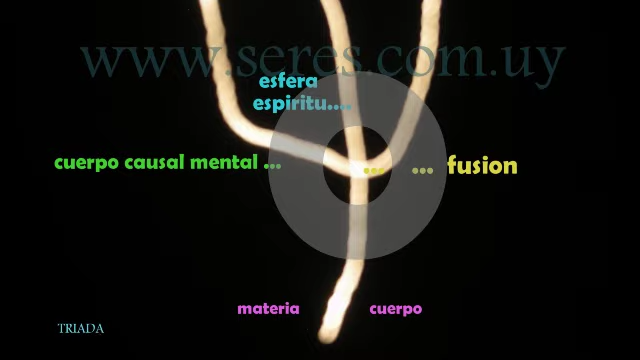 www.seres.com.uy
esfera
espiritu....
cuerpo causal mental ...
... ... fusion
materia cuerpo
TRIADA